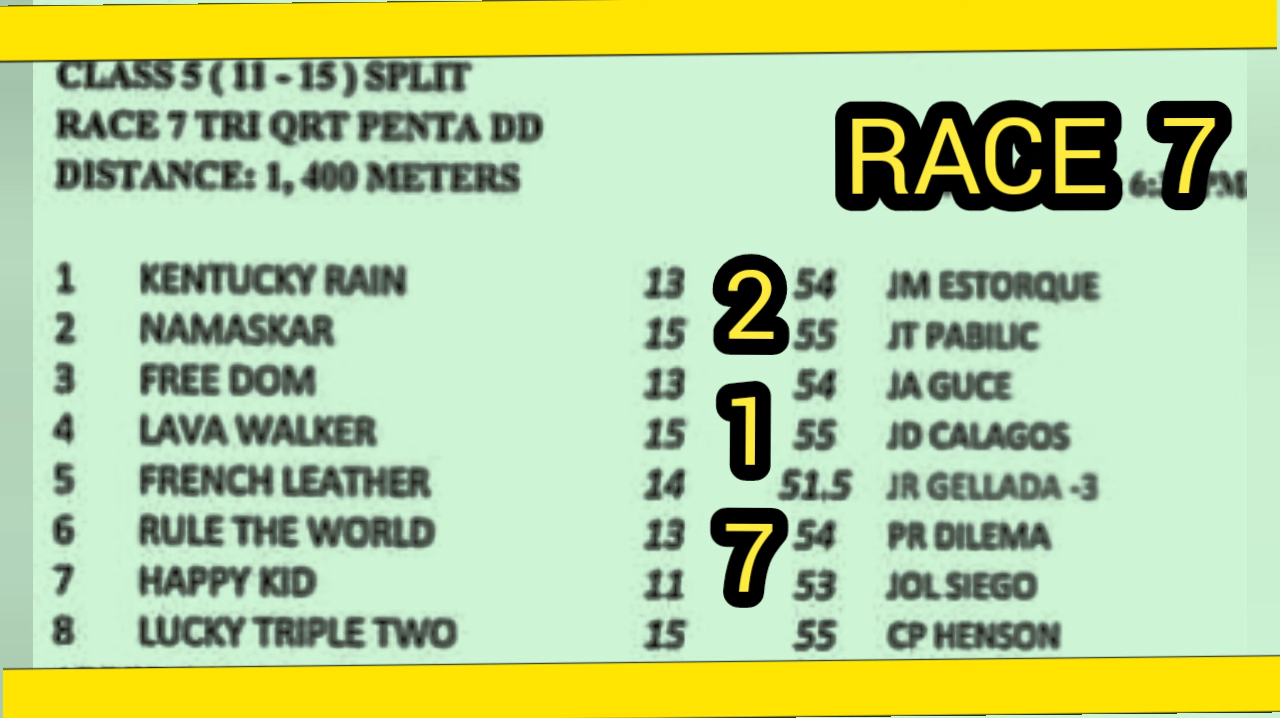 CLASS 5 ( 11 - 15 ) SPLIT
RACE 7 TRI QRT PENTA DD
DISTANCE: 1, 400 METERS
RACE 7
1 KENTUCKY RAIN 13 54 JM ESTORQUE
2 NAMASKAR 15 55 JT PABILIC
3 FREE DOM 13 54 JA GUCE
4 LAVA WALKER 15 55 JD CALAGOS
5 FRENCH LEATHER 14 51.5 JR GELLADA -3
6 RULE THE WORLD 13 54 PR DILEMA
7 HAPPY KID 11 53 JOL SIEGO
8 LUCKY TRIPLE TWO 15 55 CP HENSON
2
1
7